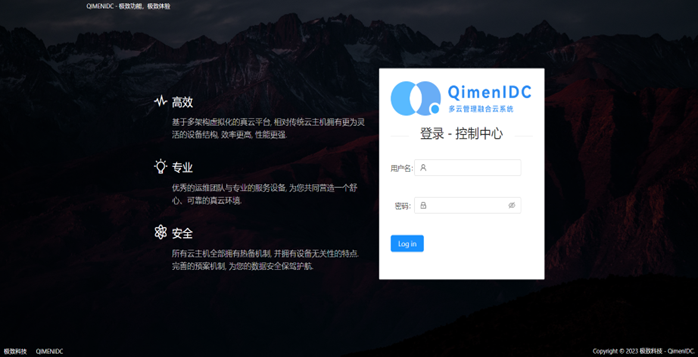 QIMENIDC - 极致功能、极致体验
高效
基于多架构虚拟化的真云平台, 相对传统云主机拥有更为灵
活的设备结构, 效率更高, 性能更强.
专业
优秀的运维团队与专业的服务设备, 为您共同营造一个舒
心、可靠的真云环境.
安全
所有云主机全部拥有热备机制, 并拥有设备无关性的特点.
完善的预案机制, 为您的数据安全保驾护航.
QimenIDC
多云管理融合云系统
登录 - 控制中心
用户名:
密码:
Log in
极致科技 QIMENIDC
Copyright © 2023 极致科技 - QimenIDC.